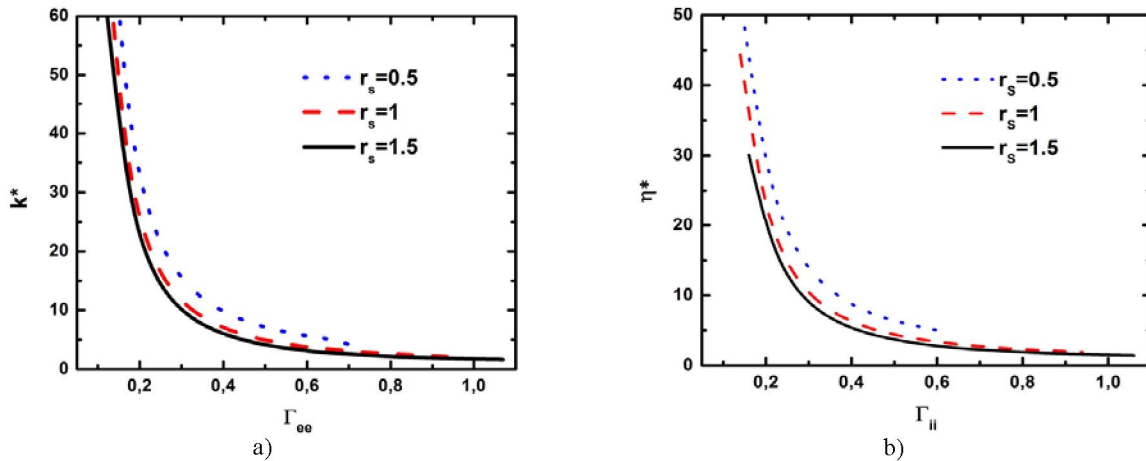 60
50
40
30
20
10
0
k*
r_s=0.5
r_s=1
r_s=1.5
0,2 0,4 0,6 0,8 1,0
Γ_ee
a)
50
40
30
20
10
0
η*
r_S=0.5
r_S=1
r_S=1.5
0,2 0,4 0,6 0,8 1,0
Γ_ii
b)